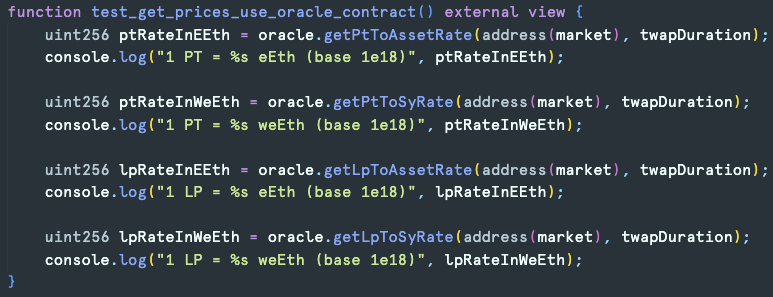 function test_get_prices_use_oracle_contract() external view {
    uint256 ptRateInEEth = oracle.getPtToAssetRate(address(market), twapDuration);
    console.log("1 PT = %s eEth (base 1e18)", ptRateInEEth);

    uint256 ptRateInWeEth = oracle.getPtToSyRate(address(market), twapDuration);
    console.log("1 PT = %s weEth (base 1e18)", ptRateInWeEth);

    uint256 lpRateInEEth = oracle.getLpToAssetRate(address(market), twapDuration);
    console.log("1 LP = %s eEth (base 1e18)", lpRateInEEth);

    uint256 lpRateInWeEth = oracle.getLpToSyRate(address(market), twapDuration);
    console.log("1 LP = %s weEth (base 1e18)", lpRateInWeEth);
}